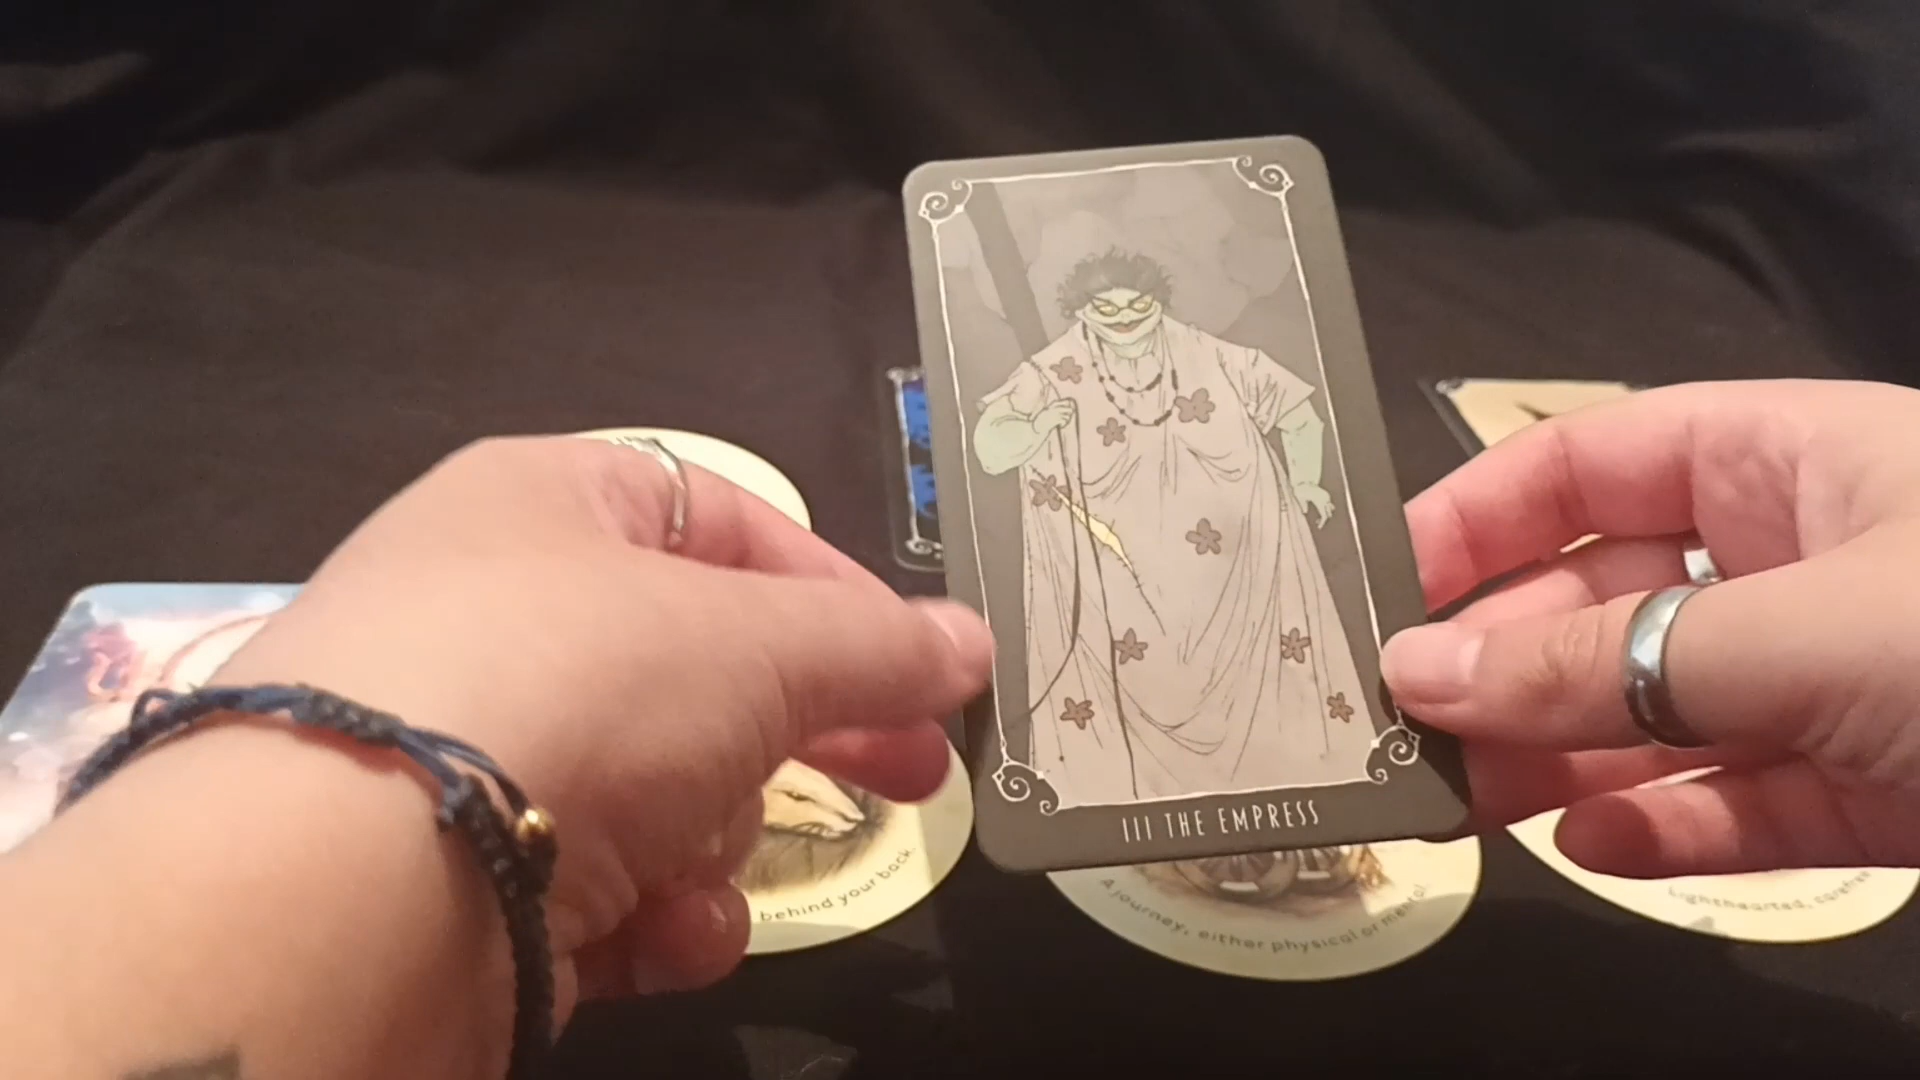 III THE EMPRESS
behind your back.
A journey, either physical or mental.
Lighthearted, carefree